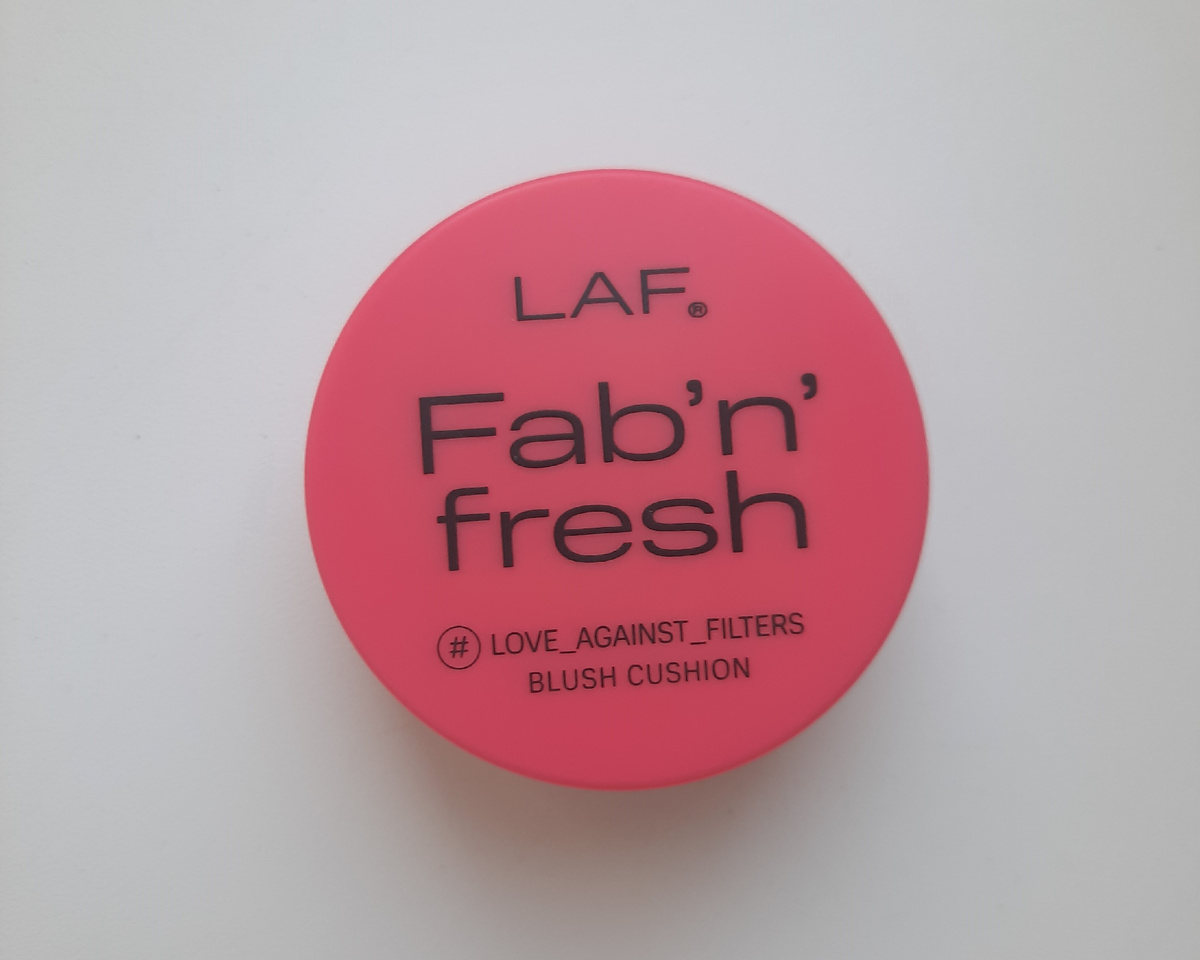 LAF®
Fab’n’
fresh
# LOVE_AGAINST_FILTERS
BLUSH CUSHION